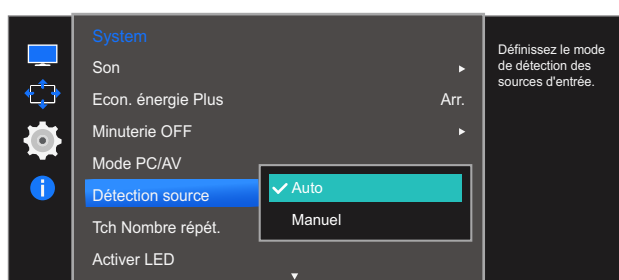 System
Son
Econ. énergie Plus Arr.
Minuterie OFF
Mode PC/AV
Détection source
Auto
Manuel
Tch Nombre répét.
Activer LED
Définissez le mode
de détection des
sources d'entrée.